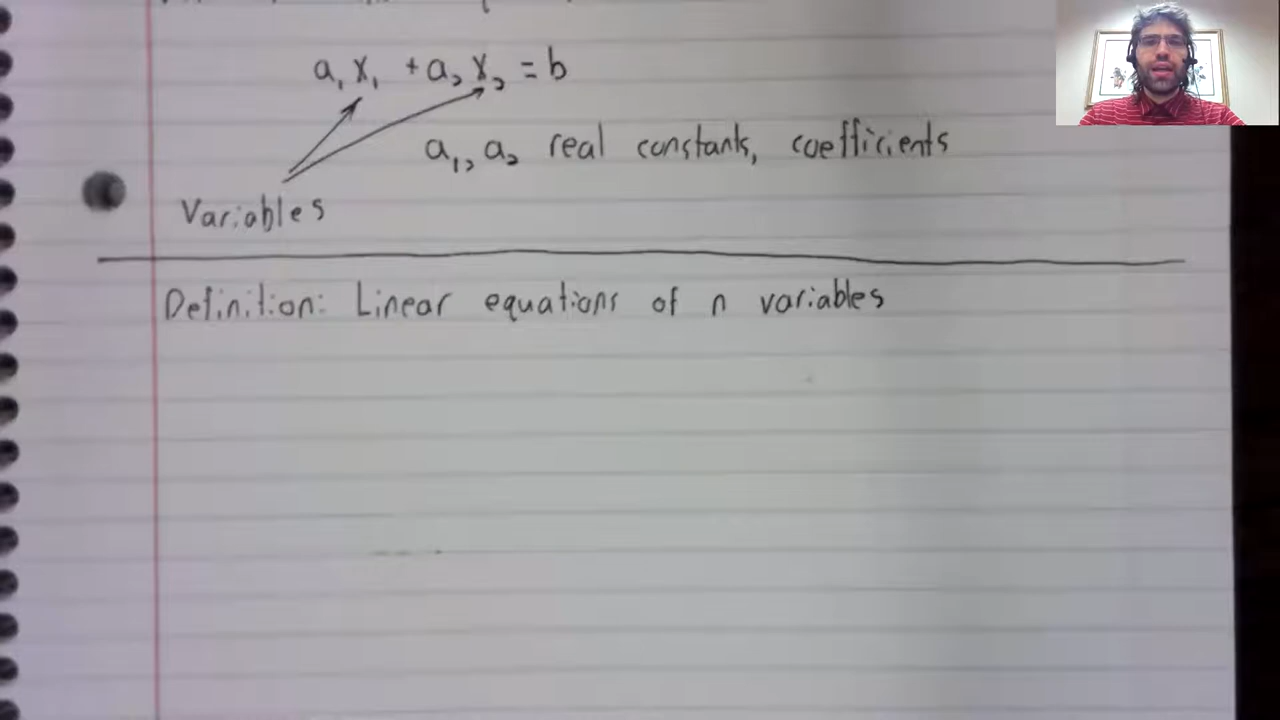 a₁x₁ + a₂x₂ = b
a₁, a₂ real constants, coefficients
Variables
Definition: Linear equations of n variables